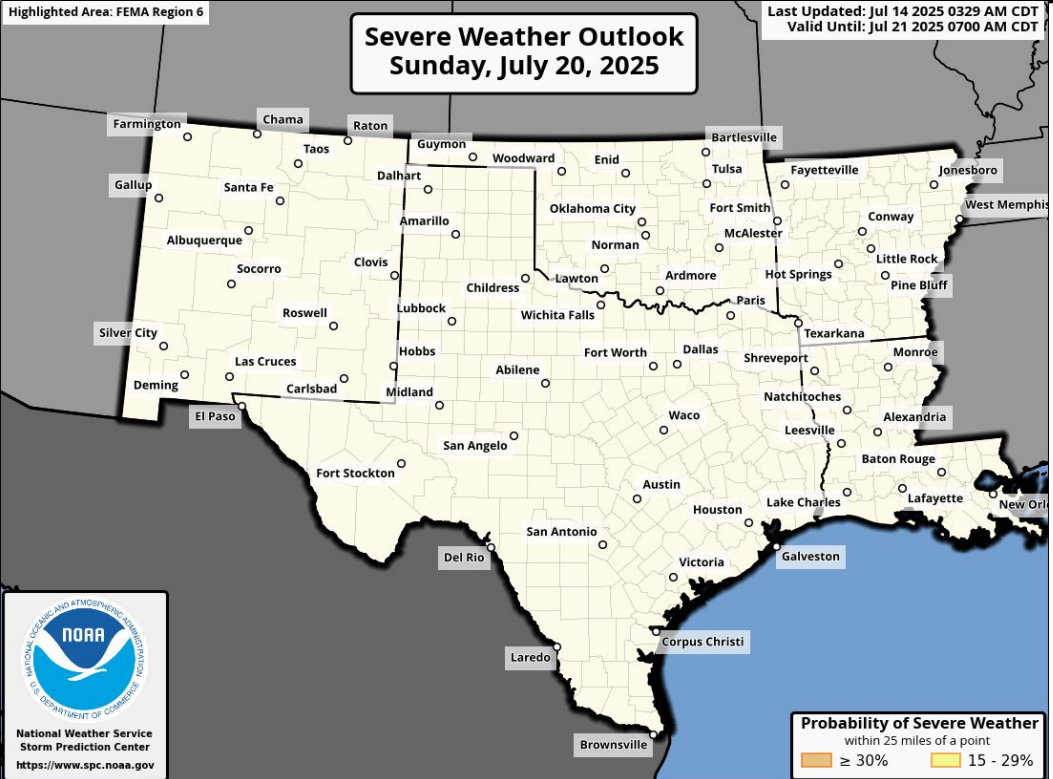 Highlighted Area: FEMA Region 6
Severe Weather Outlook
Sunday, July 20, 2025
Last Updated: Jul 14 2025 0329 AM CDT
Valid Until: Jul 21 2025 0700 AM CDT
Farmington
Chama
Raton
Taos
Guymon
Woodward
Enid
Bartlesville
Tulsa
Fayetteville
Jonesboro
Gallup
Santa Fe
Dalhart
Oklahoma City
Fort Smith
West Memphis
Albuquerque
Amarillo
Norman
McAlester
Conway
Little Rock
Socorro
Clovis
Childress
Lawton
Ardmore
Hot Springs
Pine Bluff
Roswell
Lubbock
Wichita Falls
Paris
Texarkana
Silver City
Las Cruces
Hobbs
Fort Worth
Dallas
Shreveport
Monroe
Deming
Carlsbad
Midland
Abilene
Natchitoches
El Paso
San Angelo
Waco
Leesville
Alexandria
Fort Stockton
Baton Rouge
Austin
Houston
Lake Charles
Lafayette
New Orl
Del Rio
San Antonio
Galveston
Victoria
Corpus Christi
Laredo
Brownsville
NATIONAL OCEANIC AND ATMOSPHERIC ADMINISTRATION
NOAA
U.S. DEPARTMENT OF COMMERCE
National Weather Service
Storm Prediction Center
https://www.spc.noaa.gov
Probability of Severe Weather
within 25 miles of a point
≥ 30%
15 - 29%